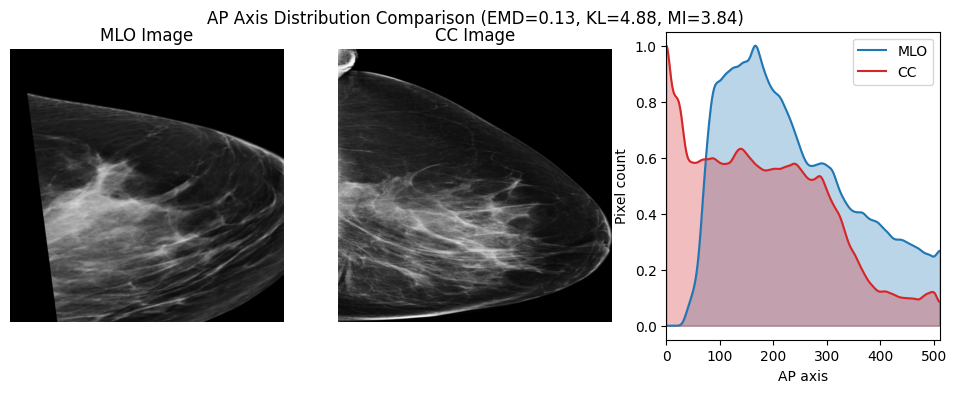 AP Axis Distribution Comparison (EMD=0.13, KL=4.88, MI=3.84)
MLO Image
CC Image
MLO
CC
Pixel count
1.0
0.8
0.6
0.4
0.2
0.0
0 100 200 300 400 500
AP axis